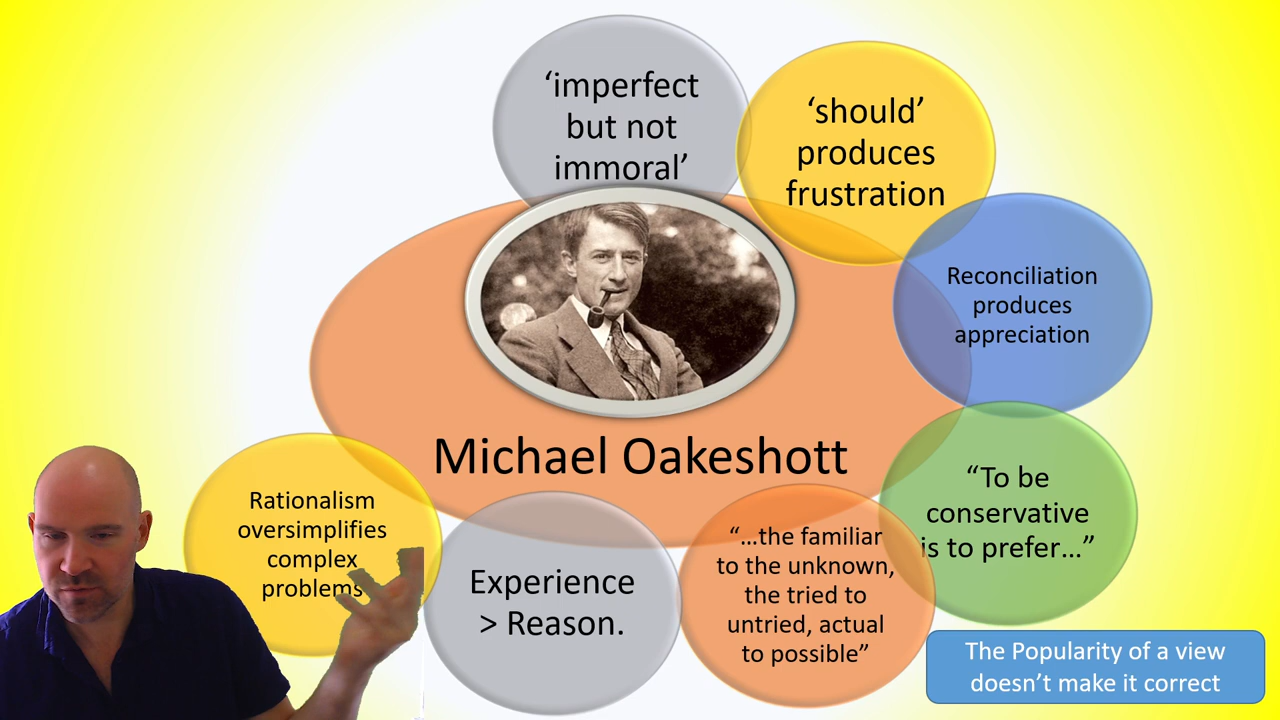 ‘imperfect
but not
immoral’
‘should’
produces
frustration
Reconciliation
produces
appreciation
“To be
conservative
is to prefer…”
“…the familiar
to the unknown,
the tried to
untried, actual
to possible”
Experience
> Reason.
Rationalism
oversimplifies
complex
problems
Michael Oakeshott
The Popularity of a view
doesn’t make it correct